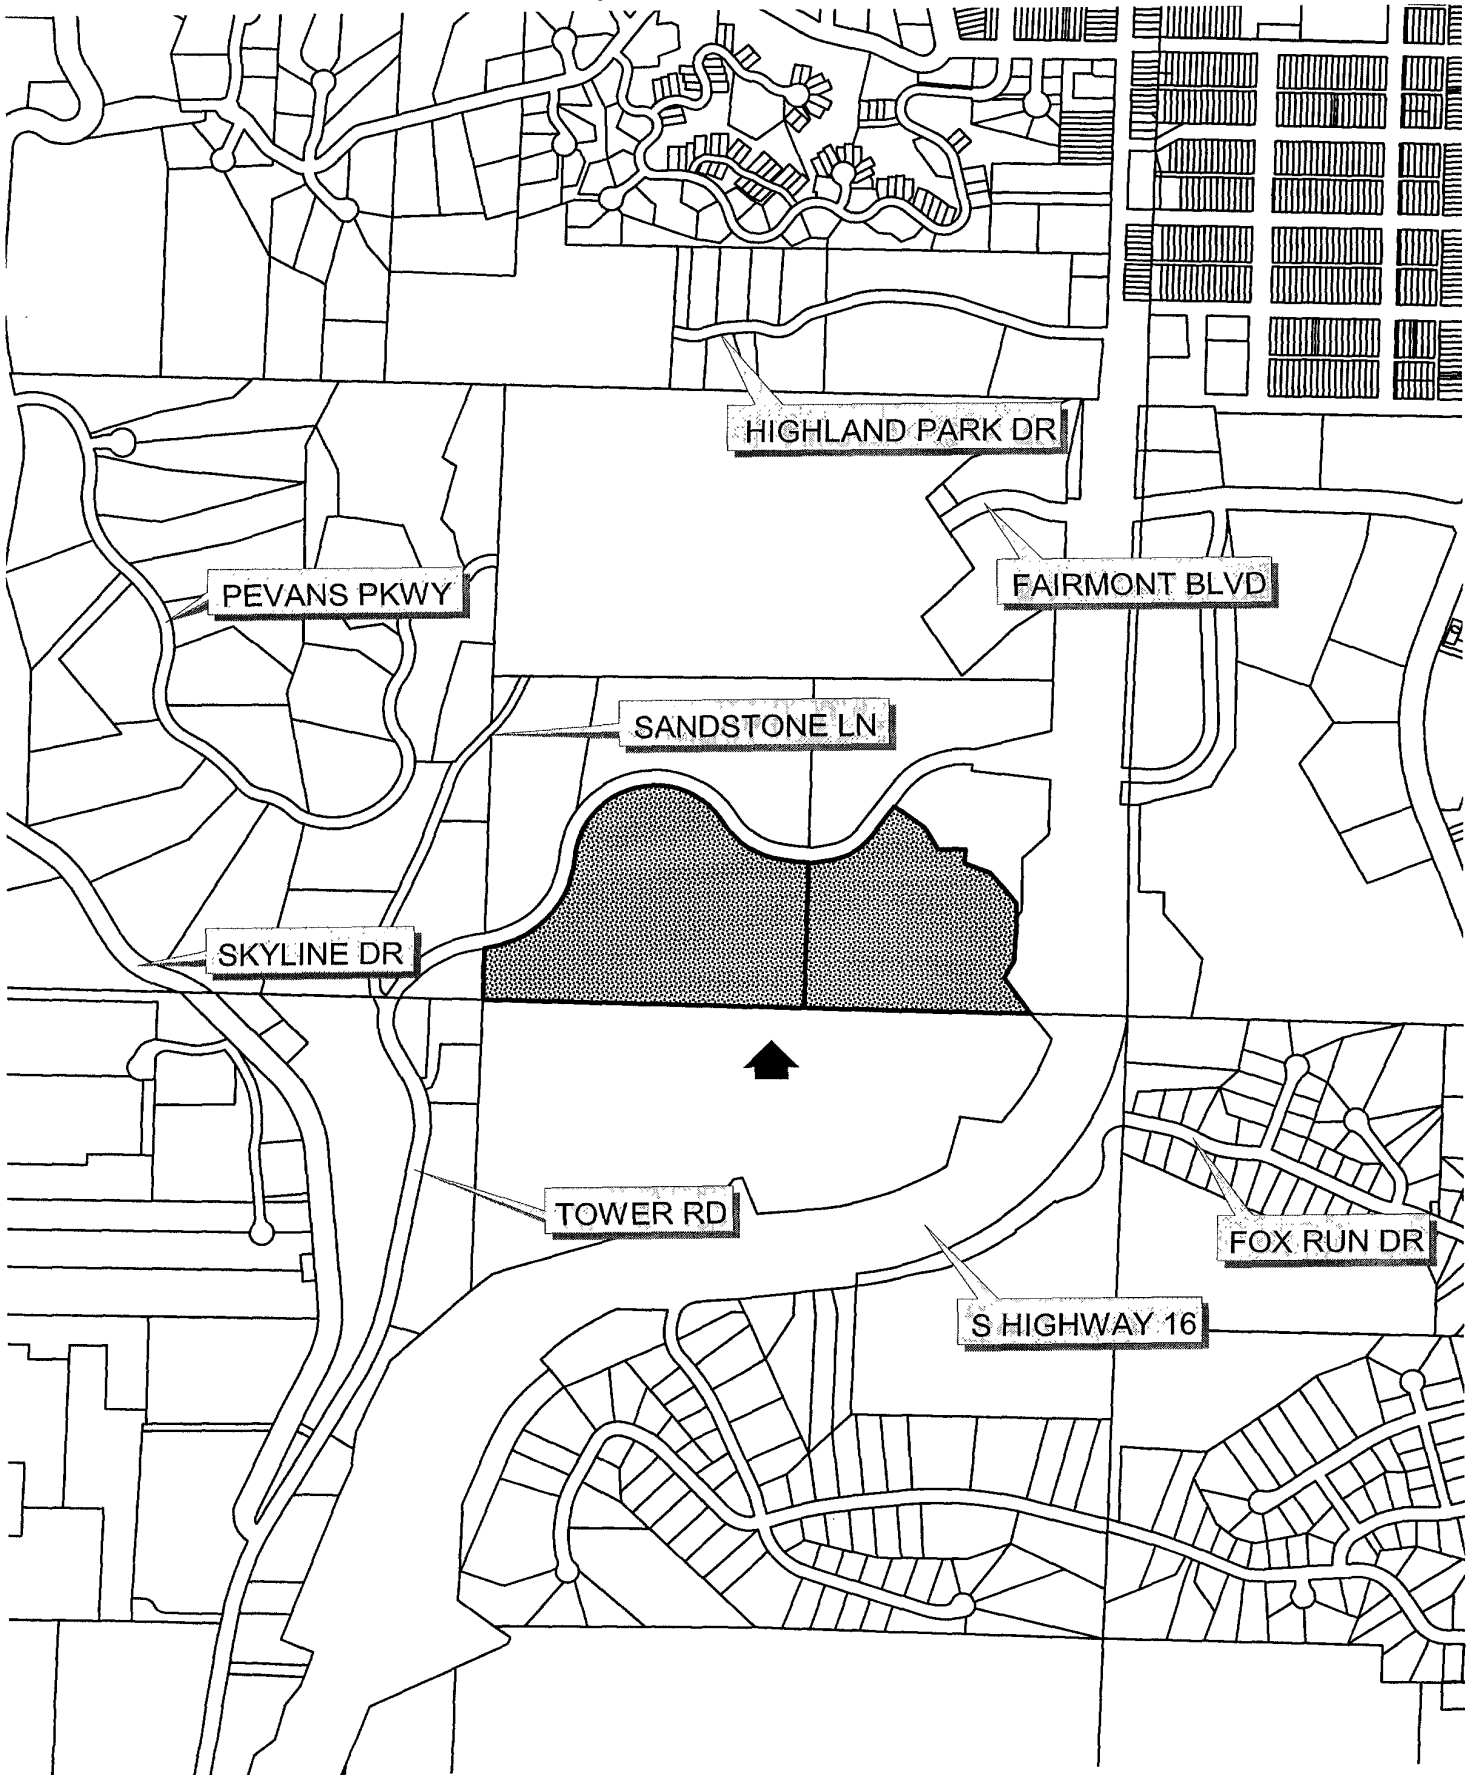 HIGHLAND PARK DR
FAIRMONT BLVD
PEVANS PKWY
SANDSTONE LN
SKYLINE DR
TOWER RD
FOX RUN DR
S HIGHWAY 16